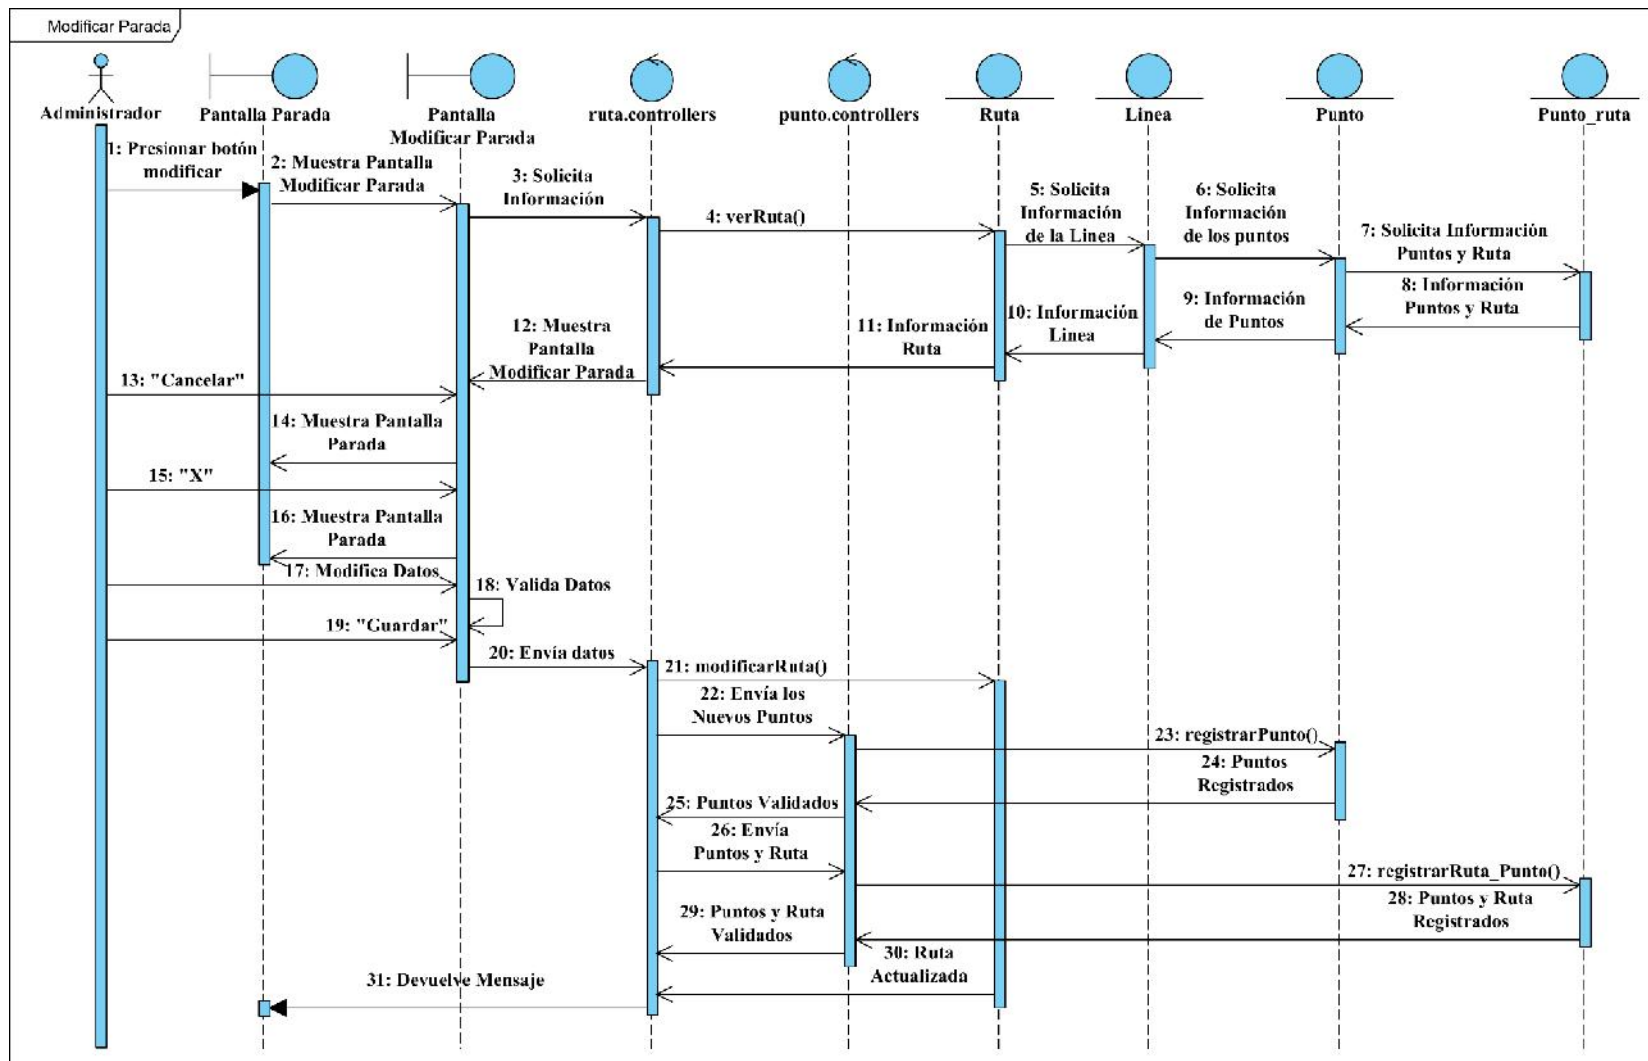 Modificar Parada
Administrador
Pantalla Parada
Pantalla
Modificar Parada
ruta.controllers
punto.controllers
Ruta
Linea
Punto
Punto_ruta
1: Presionar botón
modificar
2: Muestra Pantalla
Modificar Parada
3: Solicita
Información
4: verRuta()
5: Solicita
Información
de la Linea
6: Solicita
Información
de los puntos
7: Solicita Información
Puntos y Ruta
8: Información
Puntos y Ruta
9: Información
de Puntos
10: Información
Linea
11: Información
Ruta
12: Muestra
Pantalla
Modificar Parada
13: "Cancelar"
14: Muestra Pantalla
Parada
15: "X"
16: Muestra Pantalla
Parada
17: Modifica Datos
18: Valida Datos
19: "Guardar"
20: Envía datos
21: modificarRuta()
22: Envía los
Nuevos Puntos
23: registrarPunto()
24: Puntos
Registrados
25: Puntos Validados
26: Envía
Puntos y Ruta
27: registrarRuta_Punto()
28: Puntos y Ruta
Registrados
29: Puntos y Ruta
Validados
30: Ruta
Actualizada
31: Devuelve Mensaje